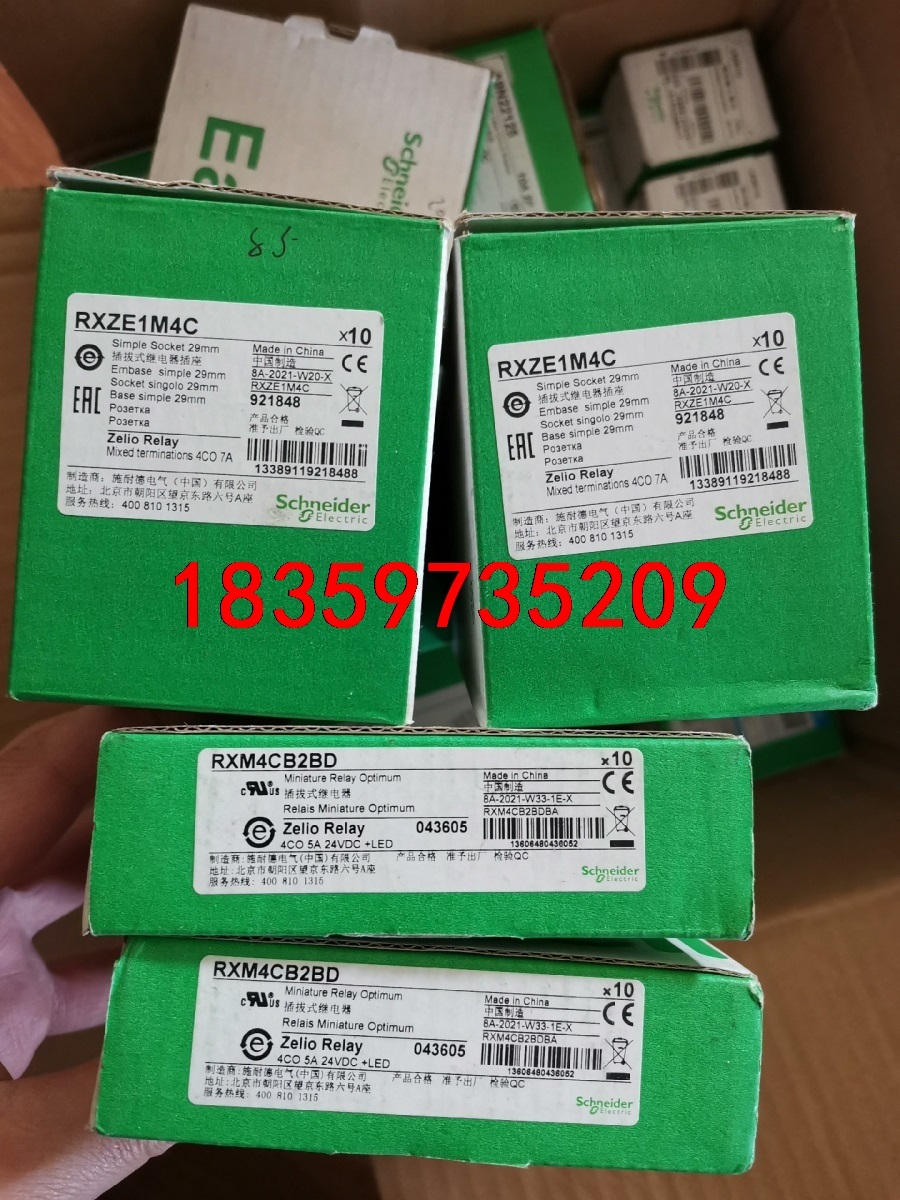 Schneider
Electric
85
RXZE1M4C
x10
Simple Socket 29mm
插拔式继电器插座
Embase simple 29mm
Socket singolo 29mm
Base simple 29mm
Розетка
Розетка
Made in China
中国制造
8A-2021-W20-X
RXZE1M4C
921848
产品合格
准予出厂 检验QC
CE
EAC
Zelio Relay
Mixed terminations 4CO 7A
13389119218488
制造商：施耐德电气（中国）有限公司
地址：北京市朝阳区望京东路六号A座
服务热线：400 810 1315
Schneider
Electric
RXZE1M4C
x10
Simple Socket 29mm
插拔式继电器插座
Embase simple 29mm
Socket singolo 29mm
Base simple 29mm
Розетка
Розетка
Made in China
中国制造
8A-2021-W20-X
RXZE1M4C
921848
产品合格
准予出厂 检验QC
CE
EAC
Zelio Relay
Mixed terminations 4CO 7A
13389119218488
制造商：施耐德电气（中国）有限公司
地址：北京市朝阳区望京东路六号A座
服务热线：400 810 1315
Schneider
Electric
18359735209
RXM4CB2BD
x10
Miniature Relay Optimum
插拔式继电器
Relais Miniature Optimum
Made in China
中国制造
8A-2021-W33-1E-X
RXM4CB2BDBA
CE
c RU us
Zelio Relay 043605
4CO 5A 24VDC +LED
13606480436052
制造商：施耐德电气(中国)有限公司 产品合格 准予出厂 检验QC
地址：北京市朝阳区望京东路六号A座
服务热线：400 810 1315
Schneider
Electric
RXM4CB2BD
x10
Miniature Relay Optimum
插拔式继电器
Relais Miniature Optimum
Made in China
中国制造
8A-2021-W33-1E-X
RXM4CB2BDBA
CE
c RU us
Zelio Relay 043605
4CO 5A 24VDC +LED
13606480436052
制造商：施耐德电气(中国)有限公司 产品合格 准予出厂 检验QC
地址：北京市朝阳区望京东路六号A座
服务热线：400 810 1315
Schneider
Electric